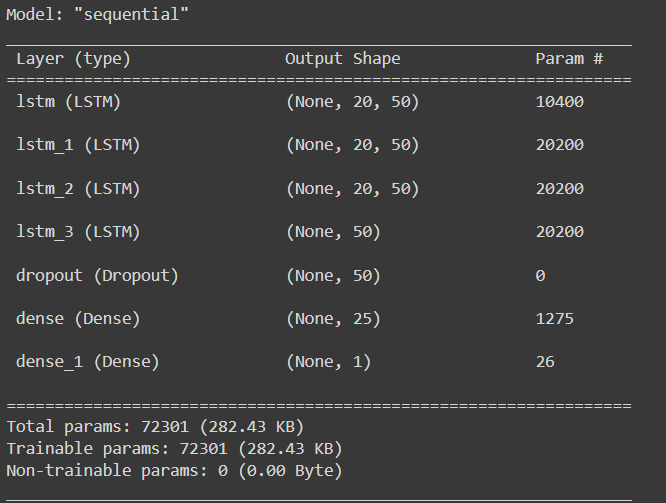 Model: "sequential"
_________________________________________________________________
Layer (type) Output Shape Param #
=================================================================
lstm (LSTM) (None, 20, 50) 10400
lstm_1 (LSTM) (None, 20, 50) 20200
lstm_2 (LSTM) (None, 20, 50) 20200
lstm_3 (LSTM) (None, 50) 20200
dropout (Dropout) (None, 50) 0
dense (Dense) (None, 25) 1275
dense_1 (Dense) (None, 1) 26
=================================================================
Total params: 72301 (282.43 KB)
Trainable params: 72301 (282.43 KB)
Non-trainable params: 0 (0.00 Byte)
_________________________________________________________________